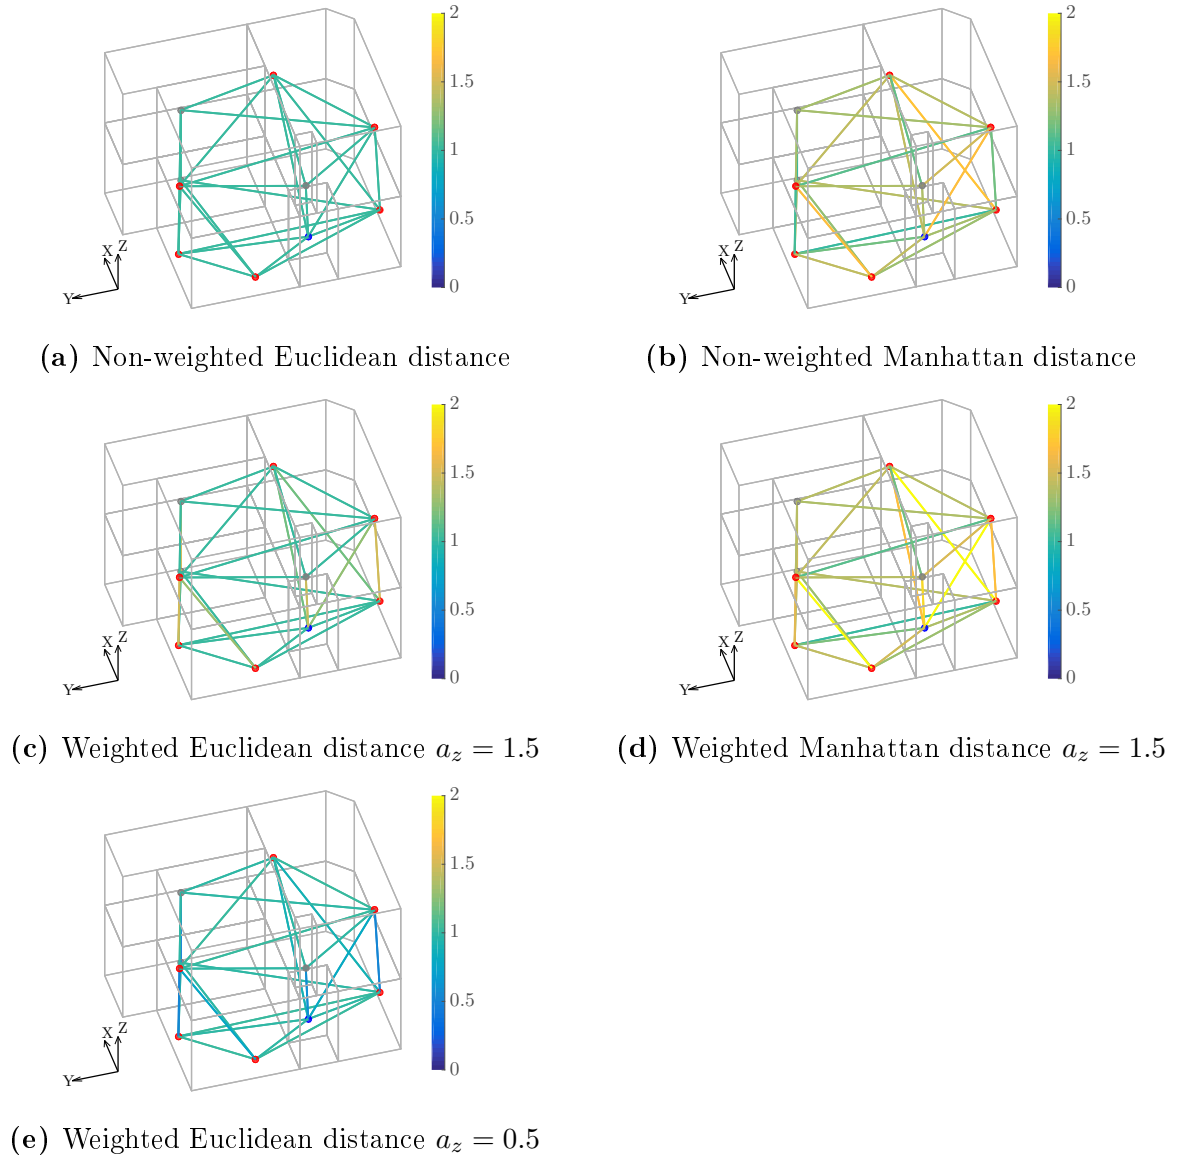 2
1.5
1
0.5
0
X Z
Y
(a) Non-weighted Euclidean distance
2
1.5
1
0.5
0
X Z
Y
(b) Non-weighted Manhattan distance
2
1.5
1
0.5
0
X Z
Y
(c) Weighted Euclidean distance $a_z = 1.5$
2
1.5
1
0.5
0
X Z
Y
(d) Weighted Manhattan distance $a_z = 1.5$
2
1.5
1
0.5
0
X Z
Y
(e) Weighted Euclidean distance $a_z = 0.5$